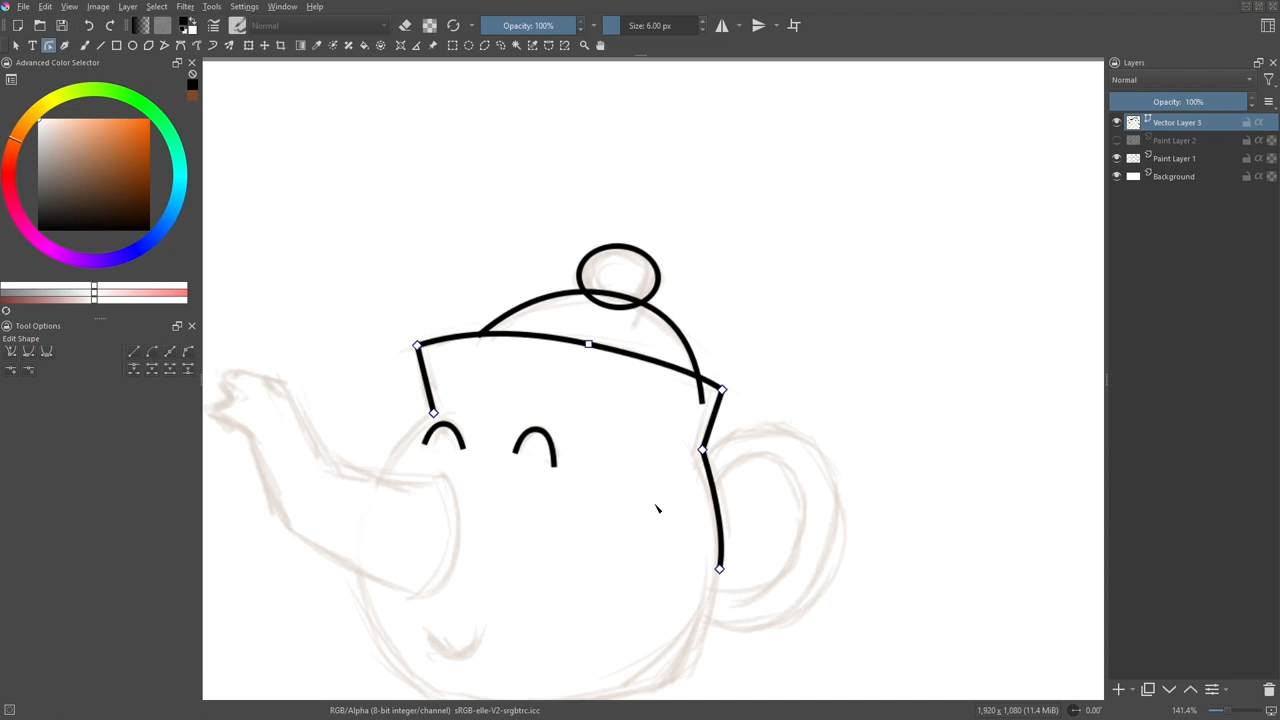 File Edit View Image Layer Select Filter Tools Settings Window Help
Normal Opacity: 100% Size: 6.00 px
Advanced Color Selector
Layers
Normal
Opacity: 100%
Vector Layer 3
Paint Layer 2
Paint Layer 1
Background
Tool Options
Edit Shape
RGB/Alpha (8-bit integer/channel) sRGB-elle-V2-srgbtrc.icc 1,920 x 1,080 (11.4 MiB) 0.00° 141.4%